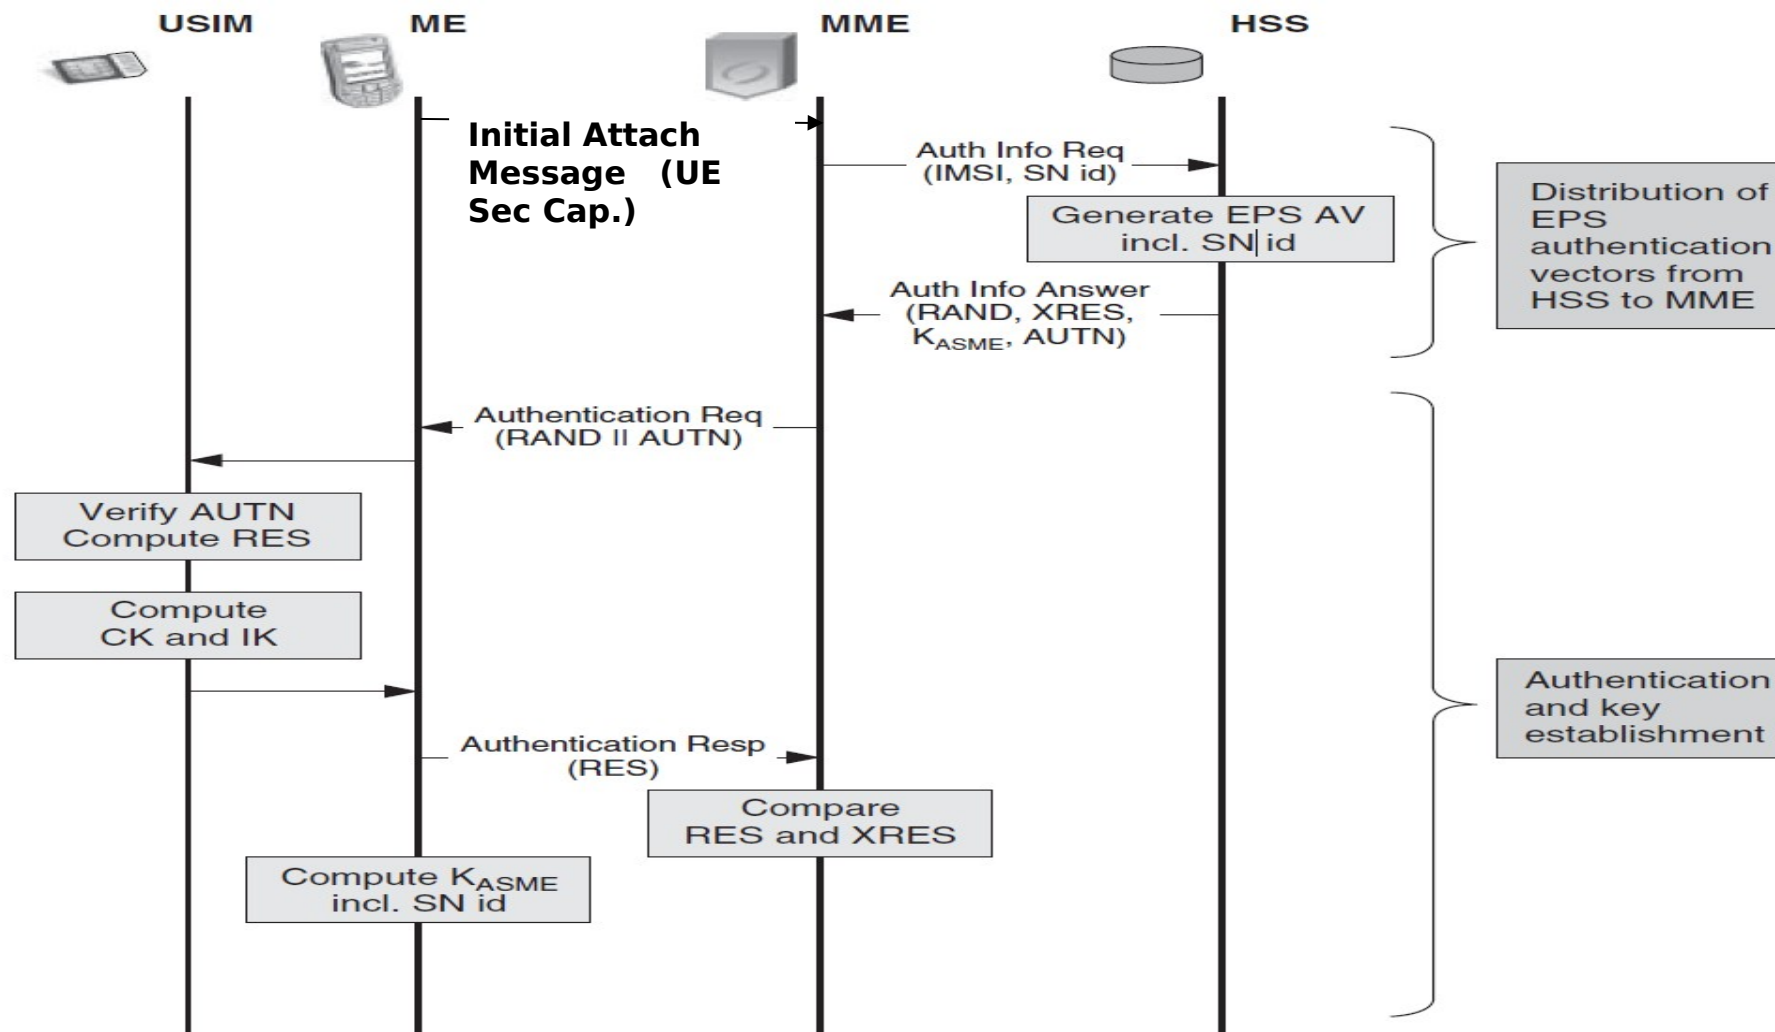 USIM
ME
MME
HSS
Initial Attach
Message (UE
Sec Cap.)
Auth Info Req
(IMSI, SN id)
Generate EPS AV
incl. SN id
Distribution of
EPS
authentication
vectors from
HSS to MME
Auth Info Answer
(RAND, XRES,
K_ASME, AUTN)
Authentication Req
(RAND II AUTN)
Verify AUTN
Compute RES
Compute
CK and IK
Authentication Resp
(RES)
Compare
RES and XRES
Compute K_ASME
incl. SN id
Authentication
and key
establishment